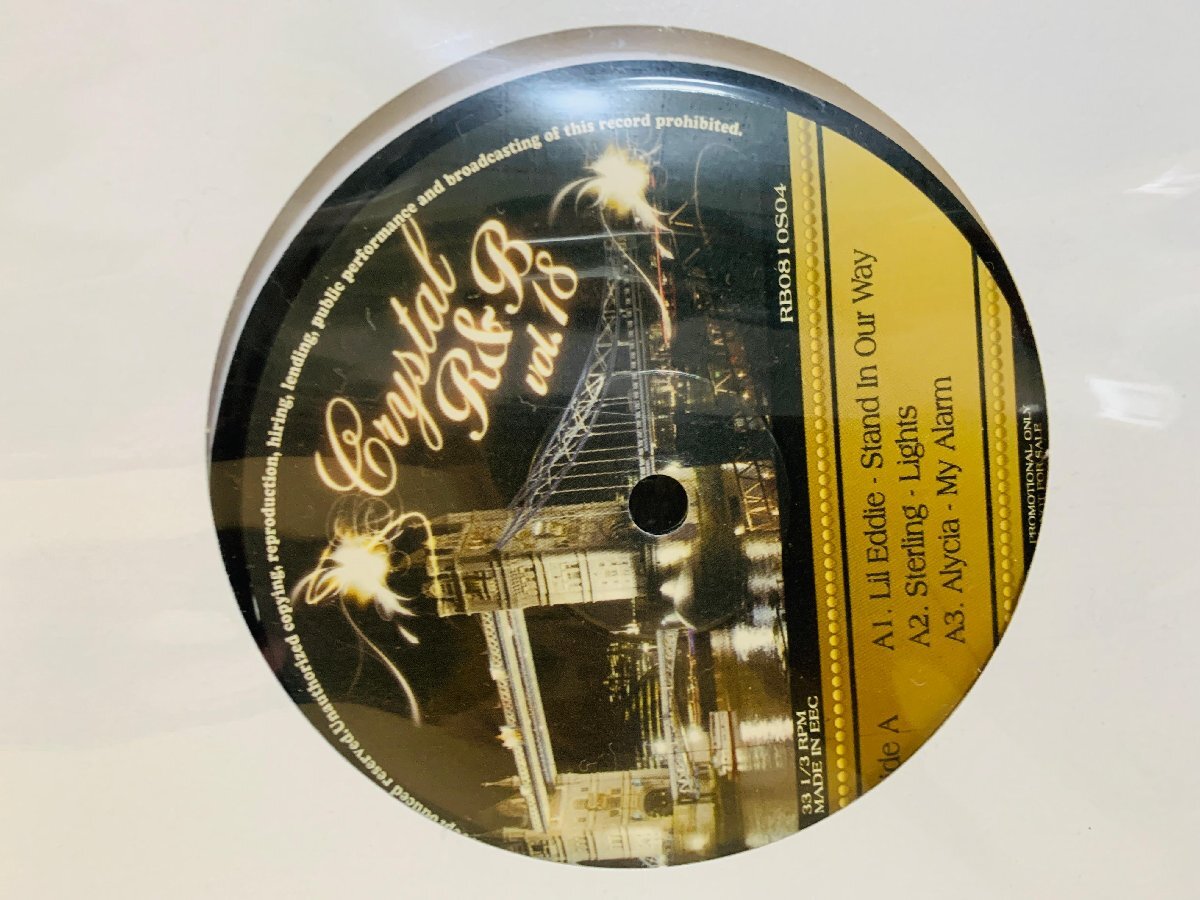 reserved.Unauthorized copying, reproduction, hiring, lending, public performance and broadcasting of this record prohibited.
Crystal
R&B
vol.18
33 1/3 RPM
MADE IN EEC
RB0810S04
A1. Lil Eddie - Stand In Our Way
A2. Sterling - Lights
A3. Alycia - My Alarm
PROMOTIONAL ONLY
FOR SALE